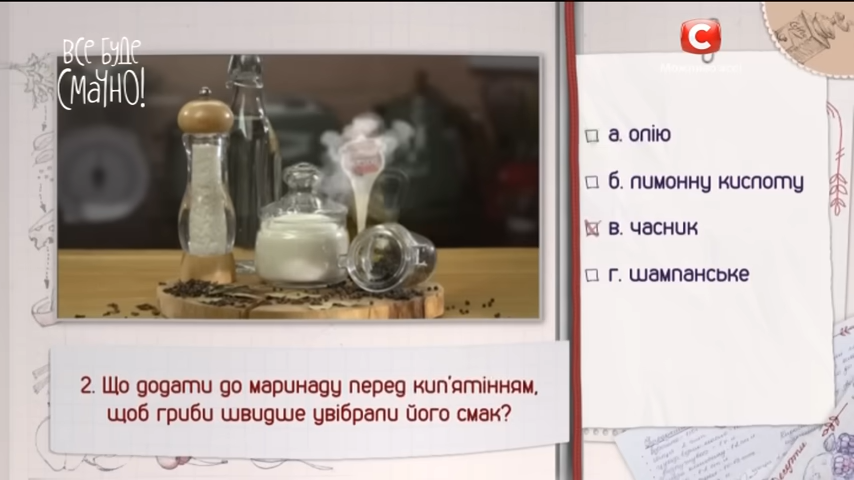 ВСЕ БУДЕ
СМАЧНО!
С
а. олію
б. лимонну кислоту
в. часник
г. шампанське
2. Що додати до маринаду перед кип'ятінням,
щоб гриби швидше увібрали його смак?